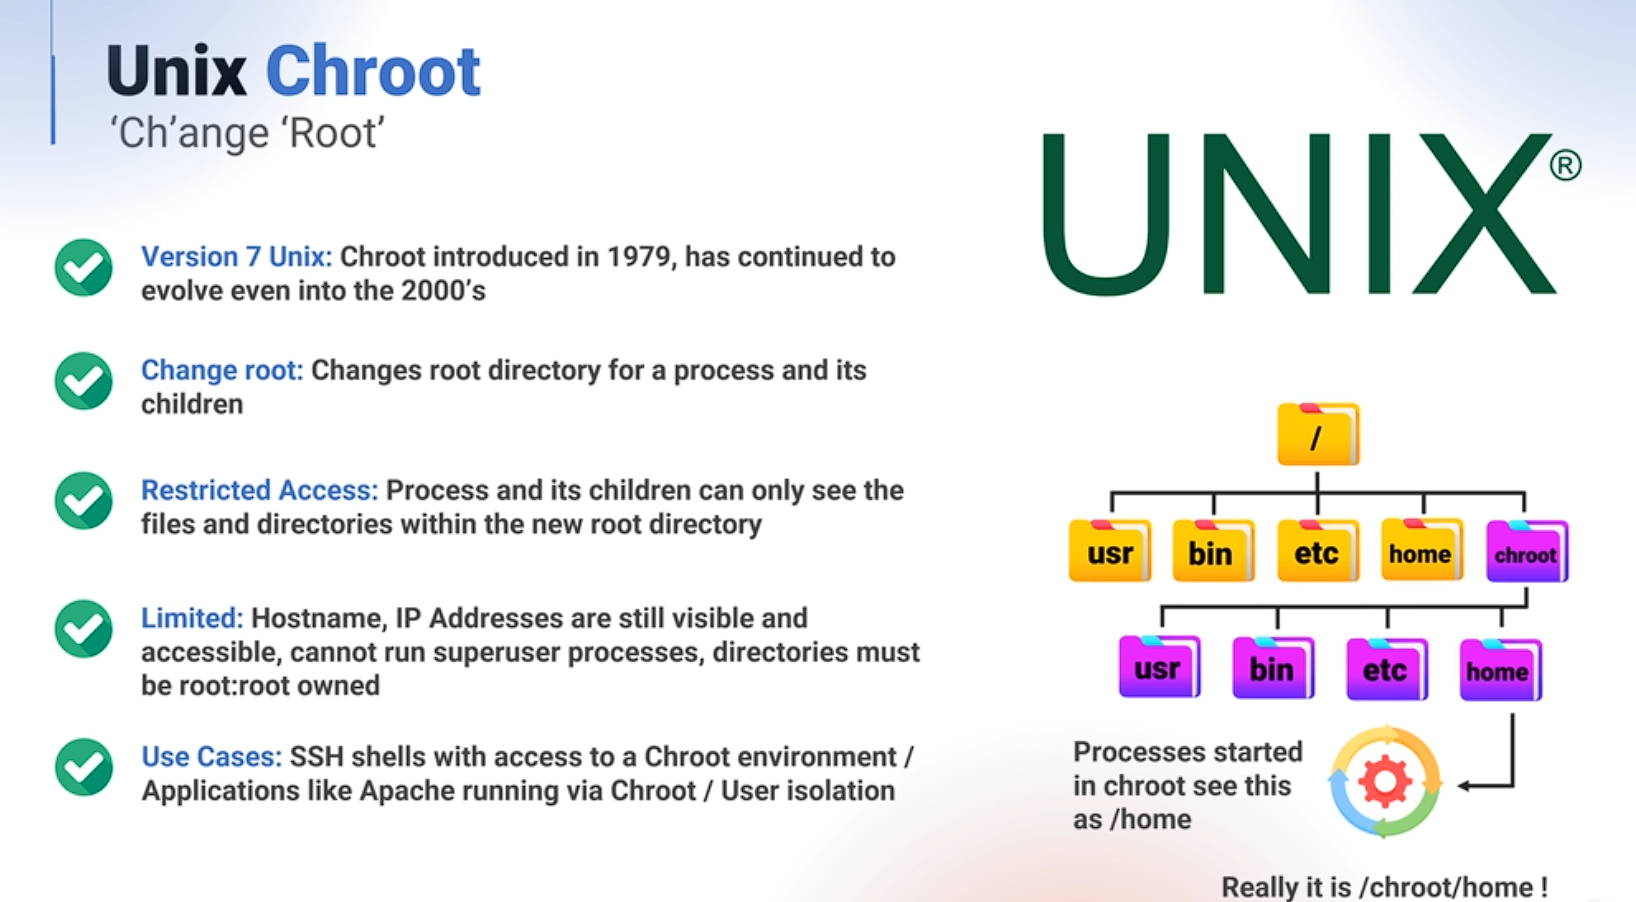 Unix Chroot
‘Ch’ange ‘Root’
UNIX®
Version 7 Unix: Chroot introduced in 1979, has continued to
evolve even into the 2000’s
Change root: Changes root directory for a process and its
children
Restricted Access: Process and its children can only see the
files and directories within the new root directory
Limited: Hostname, IP Addresses are still visible and
accessible, cannot run superuser processes, directories must
be root:root owned
Use Cases: SSH shells with access to a Chroot environment /
Applications like Apache running via Chroot / User isolation
/
usr bin etc home chroot
usr bin etc home
Processes started
in chroot see this
as /home
Really it is /chroot/home !